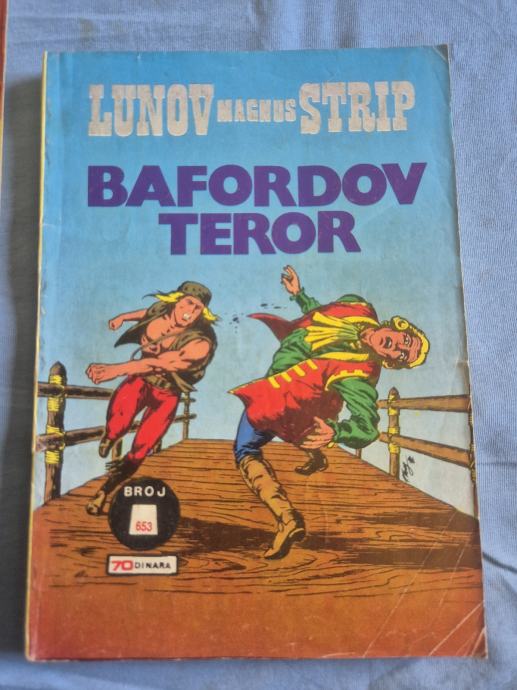 LUNOV MAGNUS STRIP
BAFORDOV
TEROR
BROJ
653
70 DINARA